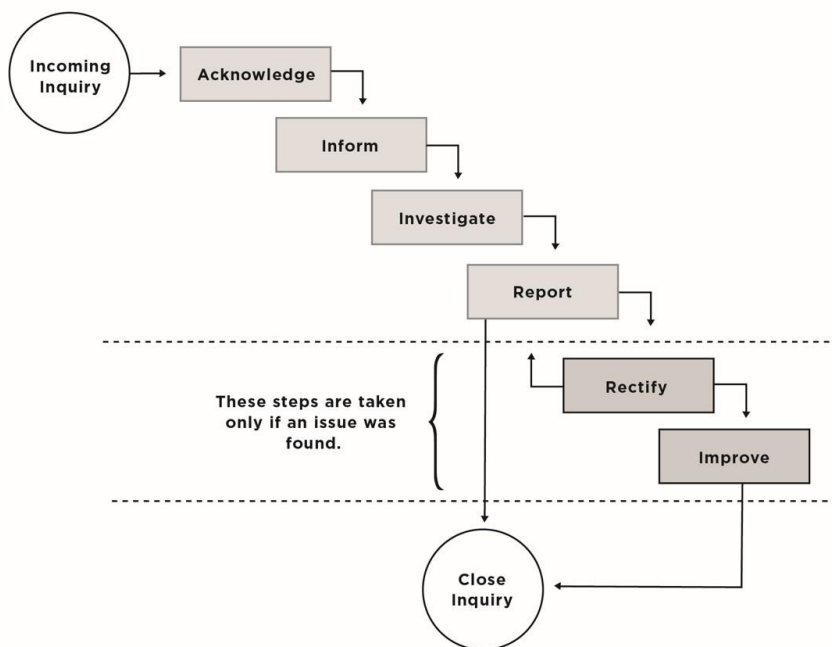 Incoming
Inquiry
Acknowledge
Inform
Investigate
Report
Rectify
These steps are taken
only if an issue was
found.
Improve
Close
Inquiry